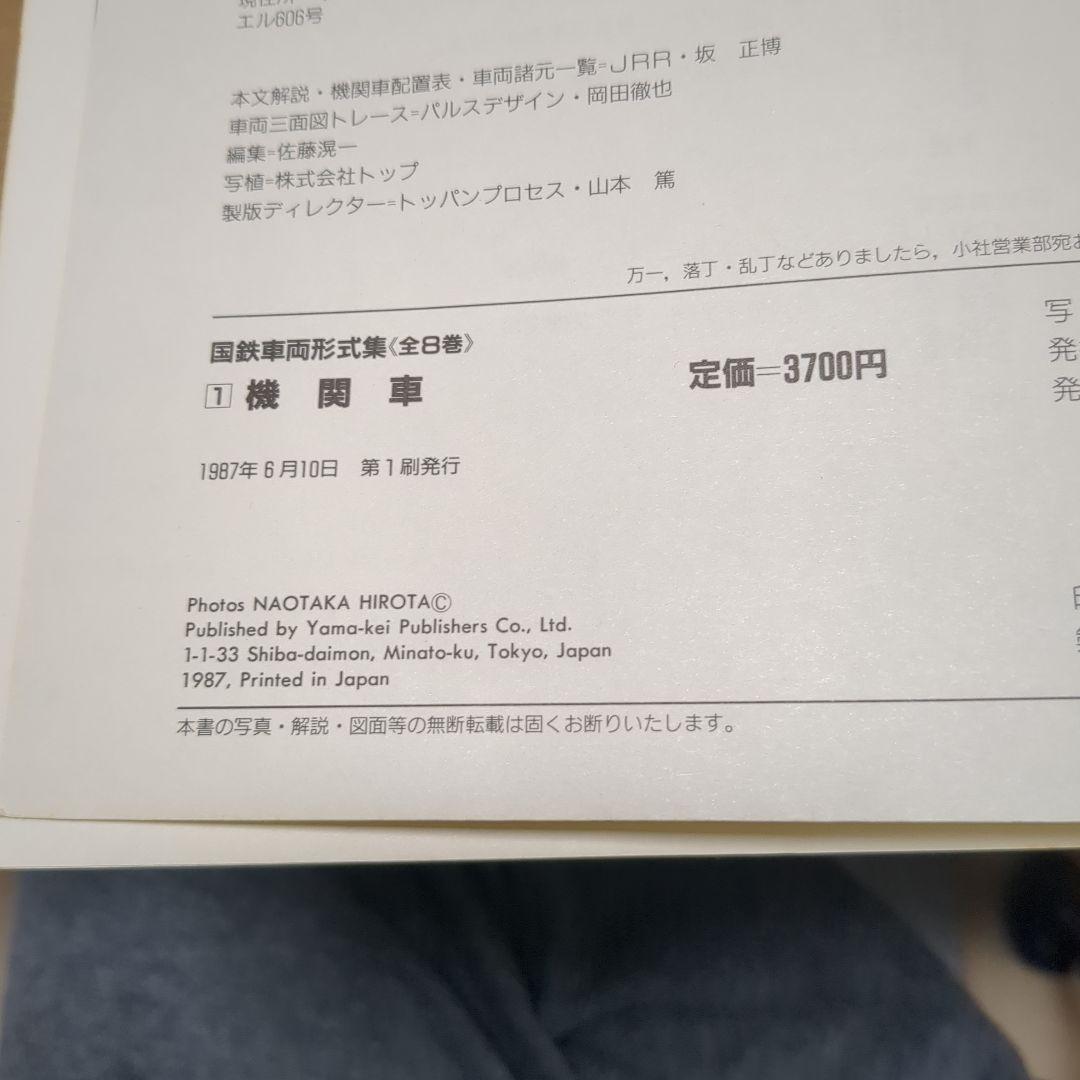 エル606号
本文解説・機関車配置表・車両諸元一覧=JRR・坂　正博
車両三面図トレース=パルスデザイン・岡田徹也
編集=佐藤滉一
写植=株式会社トップ
製版ディレクター=トッパンプロセス・山本　篤
万一，落丁・乱丁などありましたら，小社営業部宛お
国鉄車両形式集《全8巻》
1 機　関　車
定価=3700円
写
発
発
1987年6月10日　第1刷発行
Photos NAOTAKA HIROTA©
Published by Yama-kei Publishers Co., Ltd.
1-1-33 Shiba-daimon, Minato-ku, Tokyo, Japan
1987, Printed in Japan
本書の写真・解説・図面等の無断転載は固くお断りいたします。